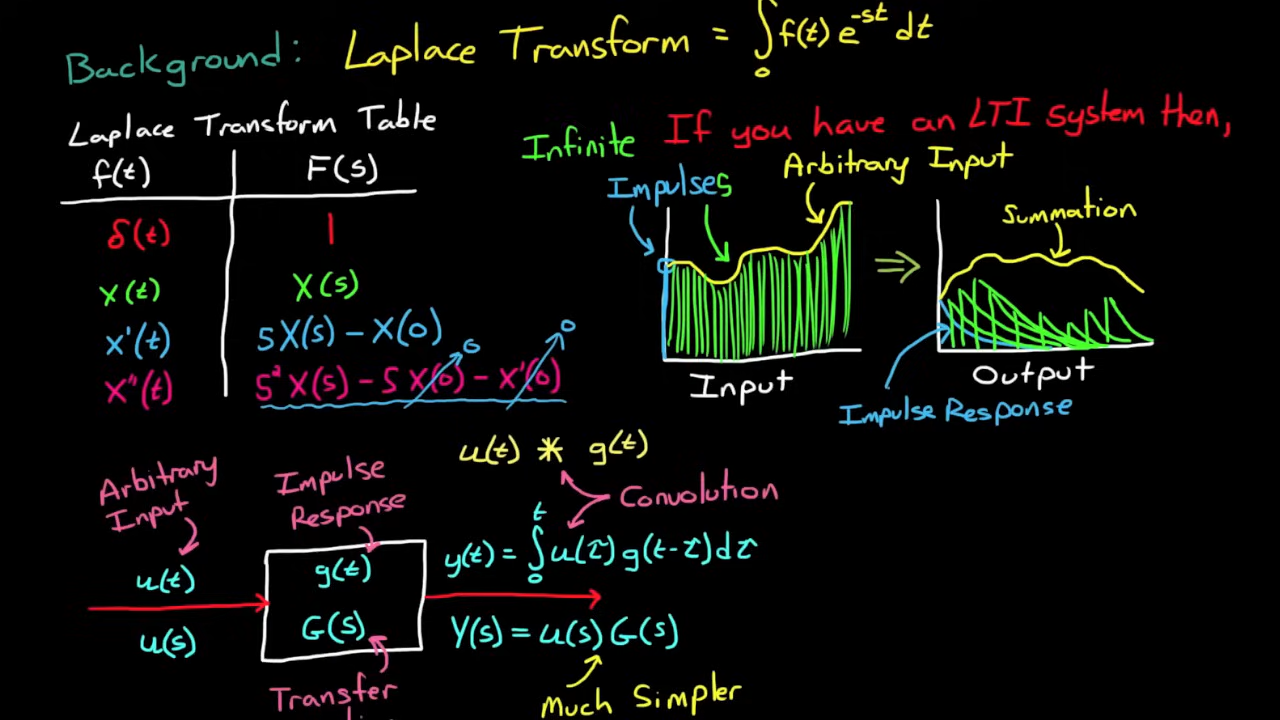 Background: Laplace Transform = ∫₀ f(t) e^-st dt
Laplace Transform Table
f(t) F(s)
δ(t) 1
x(t) X(s)
x'(t) SX(s) - X(0)
x''(t) S² X(s) - S X(0) - X'(0)
0 0
If you have an LTI system then,
Infinite
Impulses
Arbitrary Input
Summation
⇒
Input
Output
Impulse Response
u(t) * g(t)
Convolution
Arbitrary
Input
Impulse
Response
u(t)
g(t)
y(t) = ∫₀ᵗ u(τ) g(t-τ) dτ
u(s)
G(s)
Y(s) = u(s) G(s)
Transfer
Much Simpler